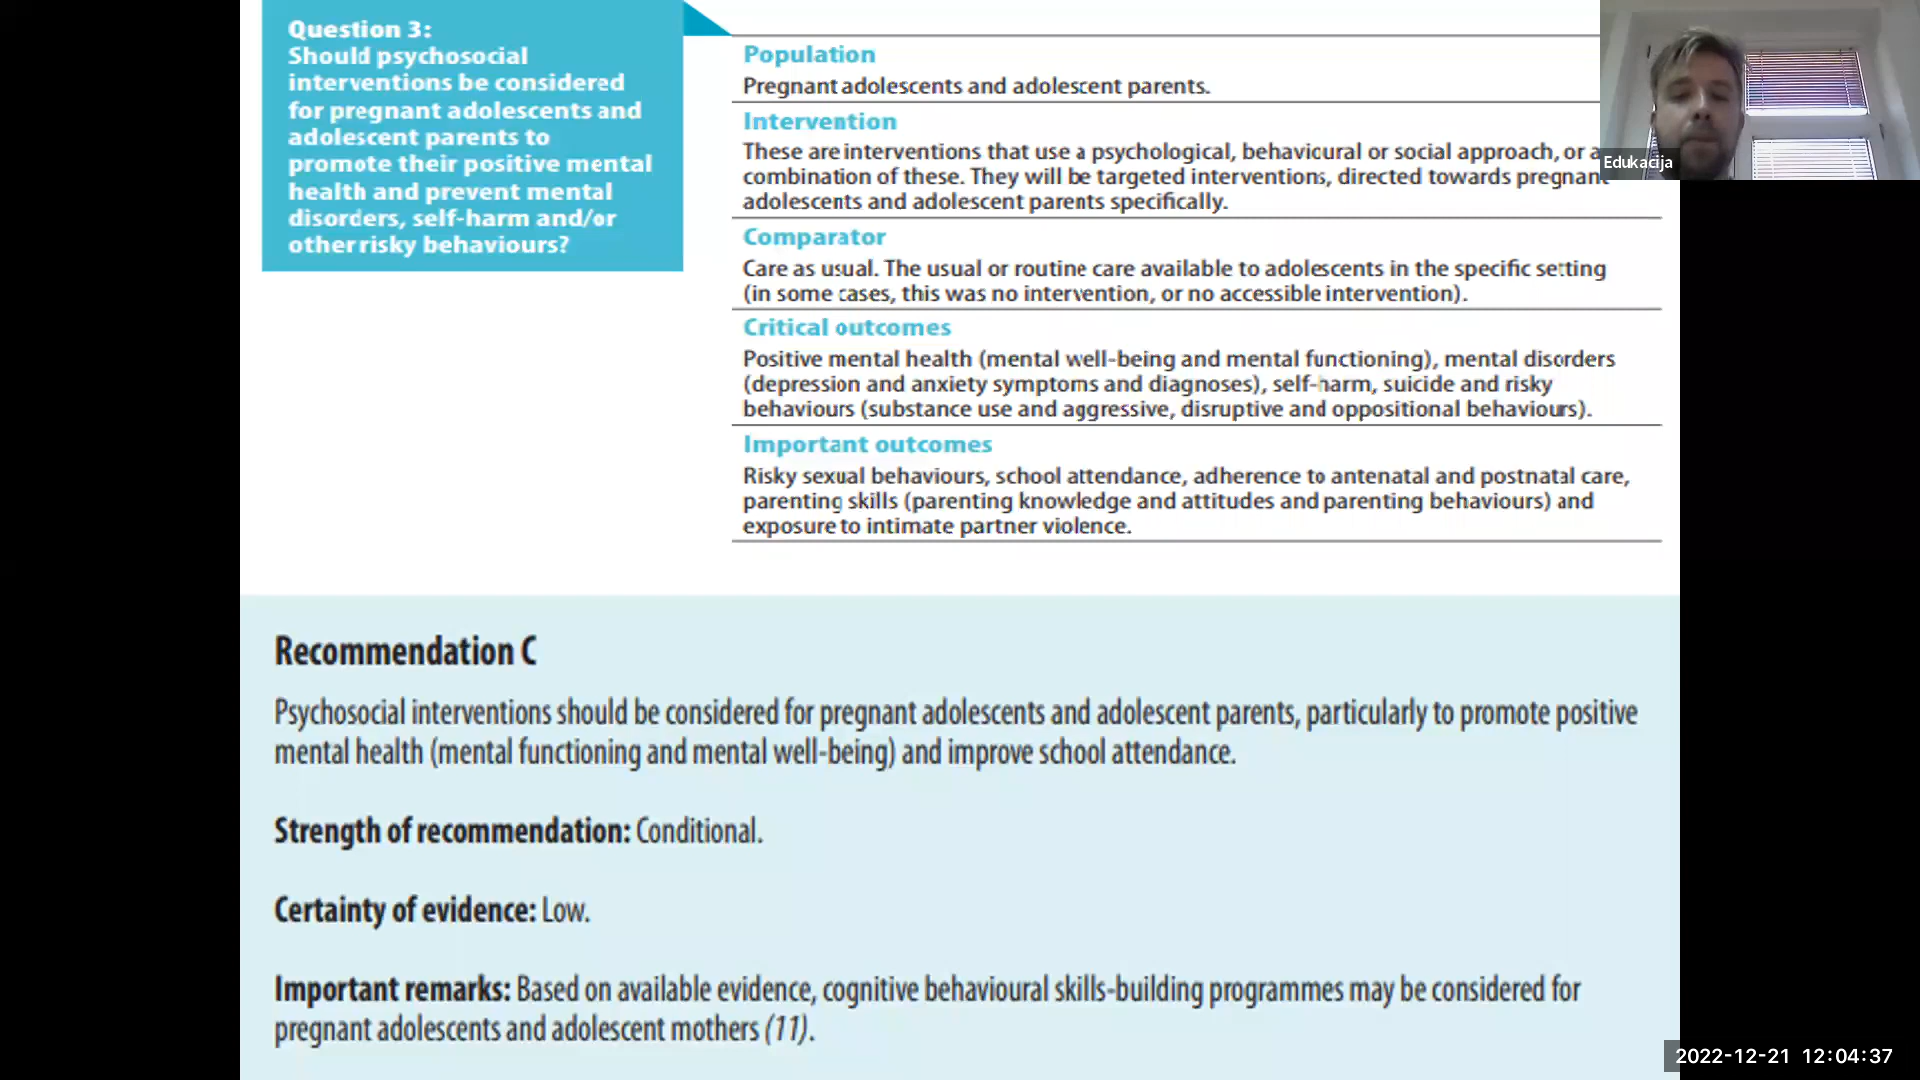 Question 3:
Should psychosocial
interventions be considered
for pregnant adolescents and
adolescent parents to
promote their positive mental
health and prevent mental
disorders, self-harm and/or
other risky behaviours?
Population
Pregnant adolescents and adolescent parents.
Intervention
These are interventions that use a psychological, behavioural or social approach, or a
combination of these. They will be targeted interventions, directed towards pregnant
adolescents and adolescent parents specifically.
Comparator
Care as usual. The usual or routine care available to adolescents in the specific setting
(in some cases, this was no intervention, or no accessible intervention).
Critical outcomes
Positive mental health (mental well-being and mental functioning), mental disorders
(depression and anxiety symptoms and diagnoses), self-harm, suicide and risky
behaviours (substance use and aggressive, disruptive and oppositional behaviours).
Important outcomes
Risky sexual behaviours, school attendance, adherence to antenatal and postnatal care,
parenting skills (parenting knowledge and attitudes and parenting behaviours) and
exposure to intimate partner violence.
Edukacija
Recommendation C
Psychosocial interventions should be considered for pregnant adolescents and adolescent parents, particularly to promote positive
mental health (mental functioning and mental well-being) and improve school attendance.
Strength of recommendation: Conditional.
Certainty of evidence: Low.
Important remarks: Based on available evidence, cognitive behavioural skills-building programmes may be considered for
pregnant adolescents and adolescent mothers (11).
2022-12-21 12:04:37